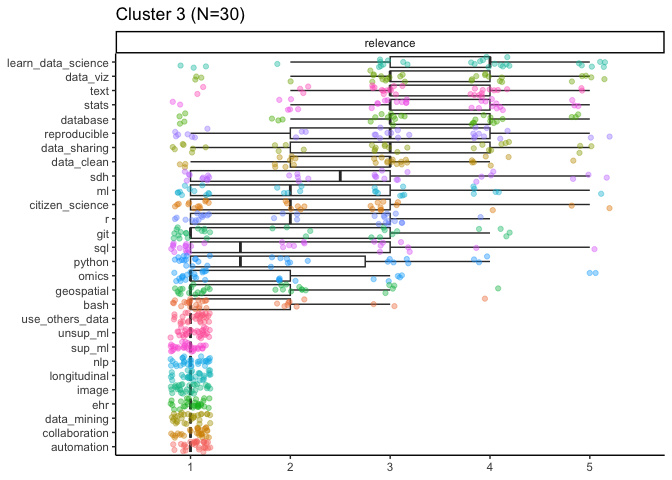 Cluster 3 (N=30)
relevance
learn_data_science
data_viz
text
stats
database
reproducible
data_sharing
data_clean
sdh
ml
citizen_science
r
git
sql
python
omics
geospatial
bash
use_others_data
unsup_ml
sup_ml
nlp
longitudinal
image
ehr
data_mining
collaboration
automation
1 2 3 4 5